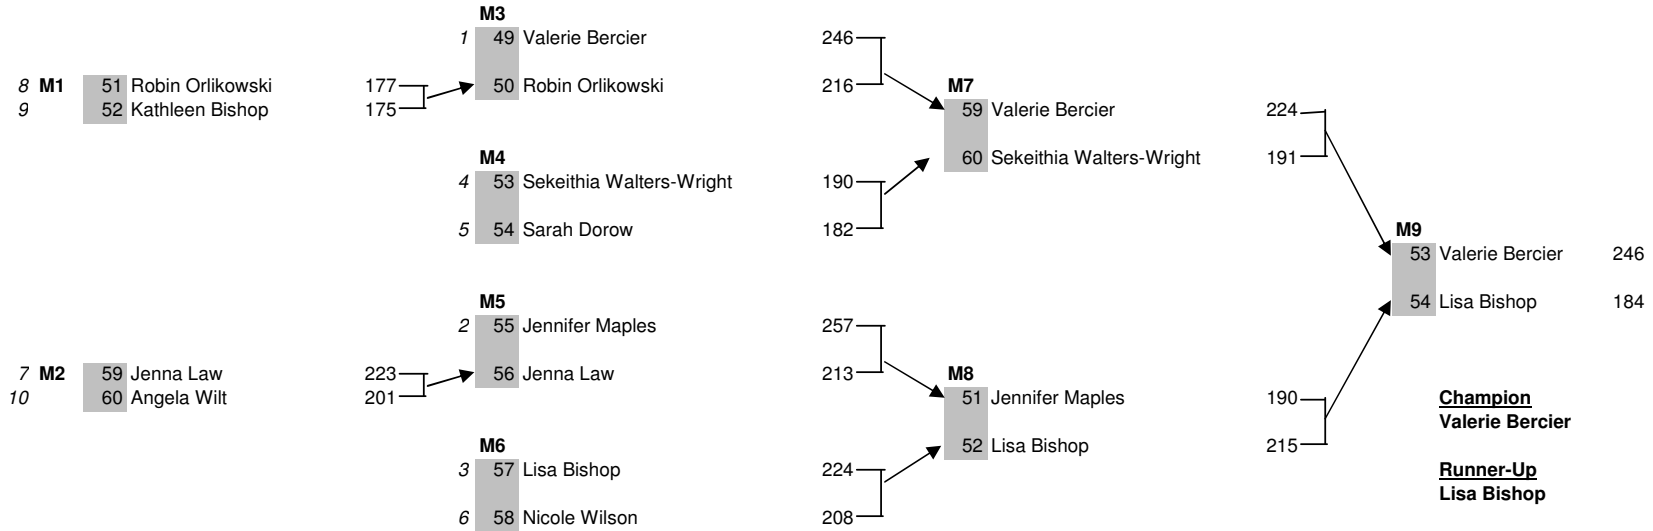 M3
1 49 Valerie Bercier 246
8 M1 51 Robin Orlikowski 177 50 Robin Orlikowski 216 M7
9 52 Kathleen Bishop 175 59 Valerie Bercier 224
M4 60 Sekeithia Walters-Wright 191
4 53 Sekeithia Walters-Wright 190
5 54 Sarah Dorow 182 M9
53 Valerie Bercier 246
M5 54 Lisa Bishop 184
2 55 Jennifer Maples 257
7 M2 59 Jenna Law 223 56 Jenna Law 213 M8
10 60 Angela Wilt 201 51 Jennifer Maples 190 Champion
Valerie Bercier
M6 52 Lisa Bishop 215
3 57 Lisa Bishop 224 Runner-Up
Lisa Bishop
6 58 Nicole Wilson 208